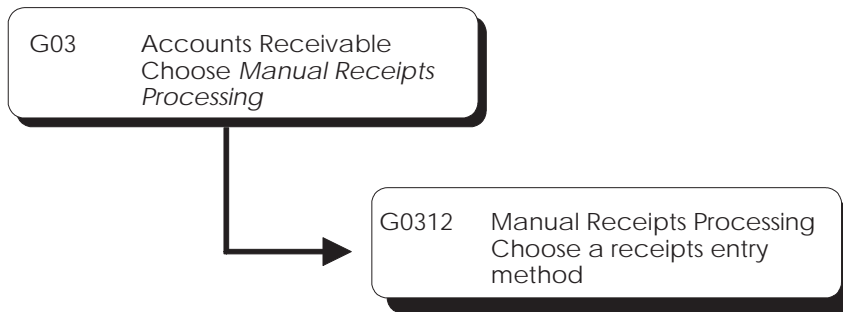 G03 Accounts Receivable
Choose Manual Receipts
Processing
G0312 Manual Receipts Processing
Choose a receipts entry
method